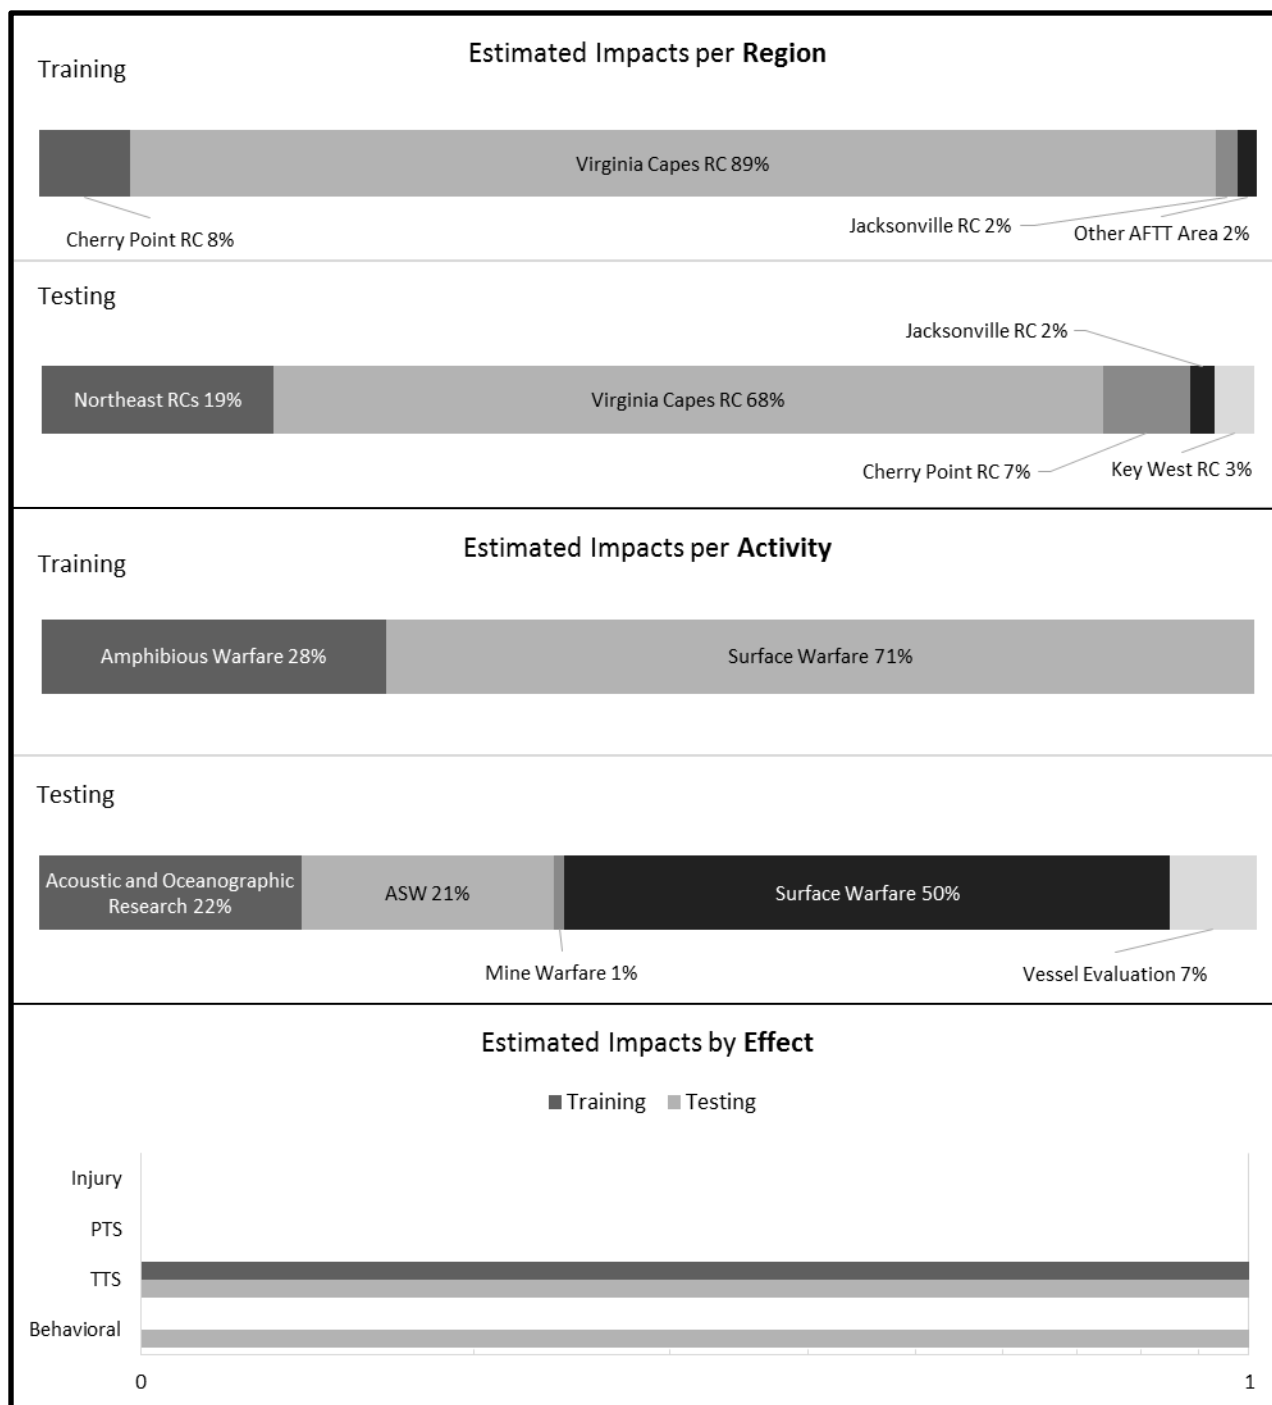 Estimated Impacts per Region
Training
Virginia Capes RC 89%
Cherry Point RC 8%
Jacksonville RC 2%
Other AFTT Area 2%
Testing
Jacksonville RC 2%
Northeast RCs 19%
Virginia Capes RC 68%
Cherry Point RC 7%
Key West RC 3%
Estimated Impacts per Activity
Training
Amphibious Warfare 28%
Surface Warfare 71%
Testing
Acoustic and Oceanographic
Research 22%
ASW 21%
Surface Warfare 50%
Mine Warfare 1%
Vessel Evaluation 7%
Estimated Impacts by Effect
Training
Testing
Injury
PTS
TTS
Behavioral
0
1